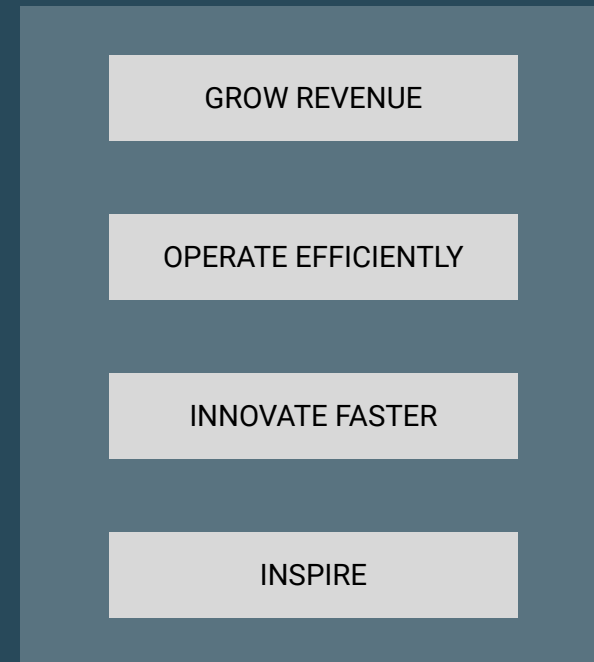 GROW REVENUE
OPERATE EFFICIENTLY
INNOVATE FASTER
INSPIRE